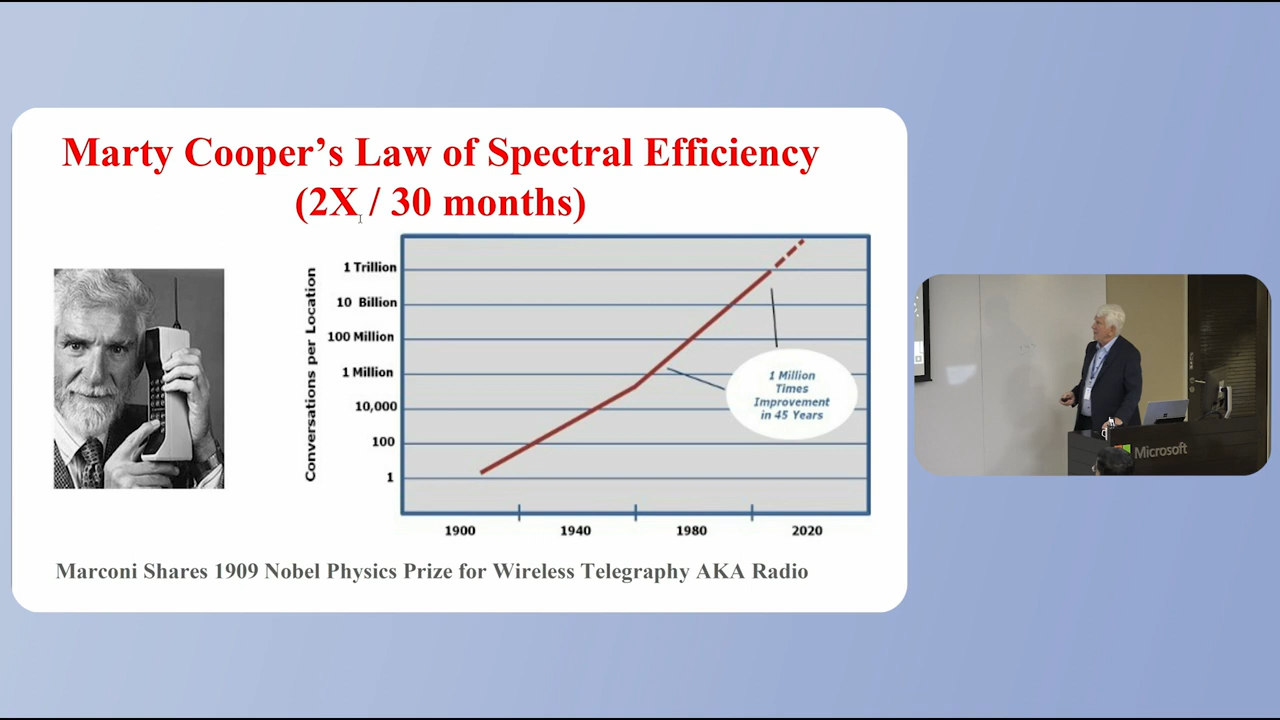 Marty Cooper's Law of Spectral Efficiency
(2X / 30 months)
Conversations per Location
1 Trillion
10 Billion
100 Million
1 Million
10,000
100
1
1 Million
Times
Improvement
in 45 Years
1900
1940
1980
2020
Marconi Shares 1909 Nobel Physics Prize for Wireless Telegraphy AKA Radio
Microsoft